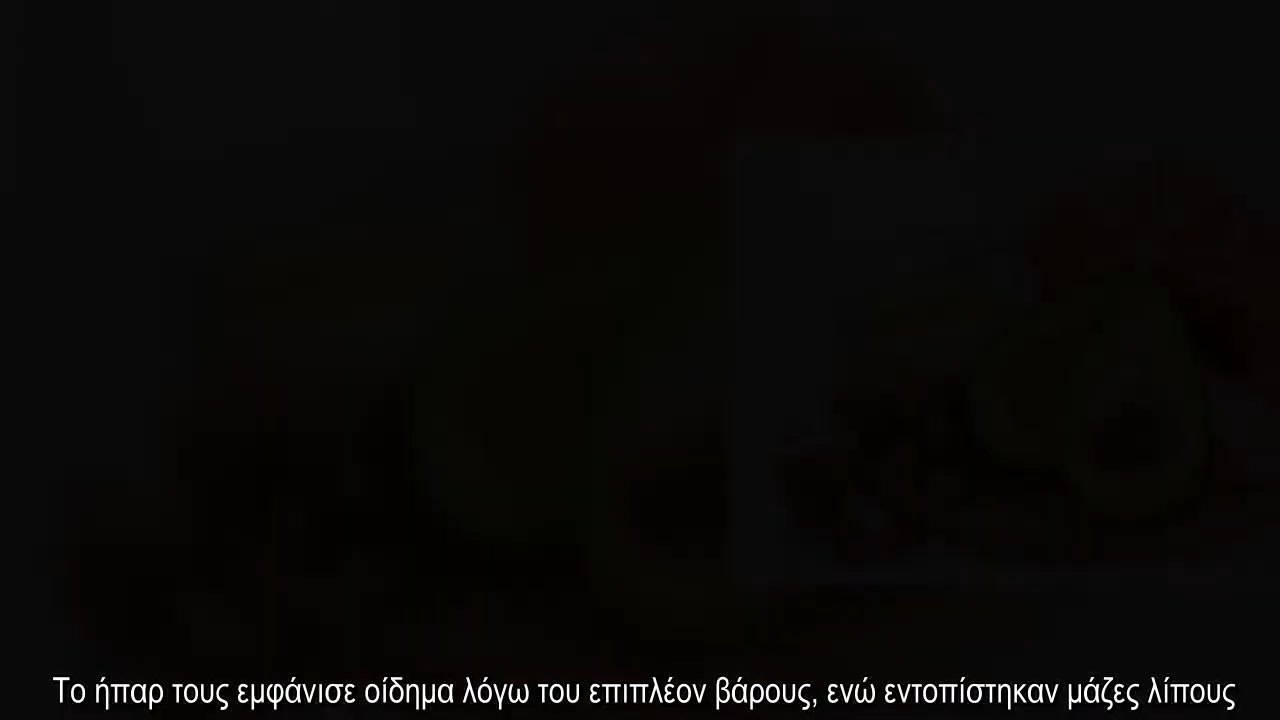 Το ήπαρ τους εμφάνισε οίδημα λόγω του επιπλέον βάρους, ενώ εντοπίστηκαν μάζες λίπους